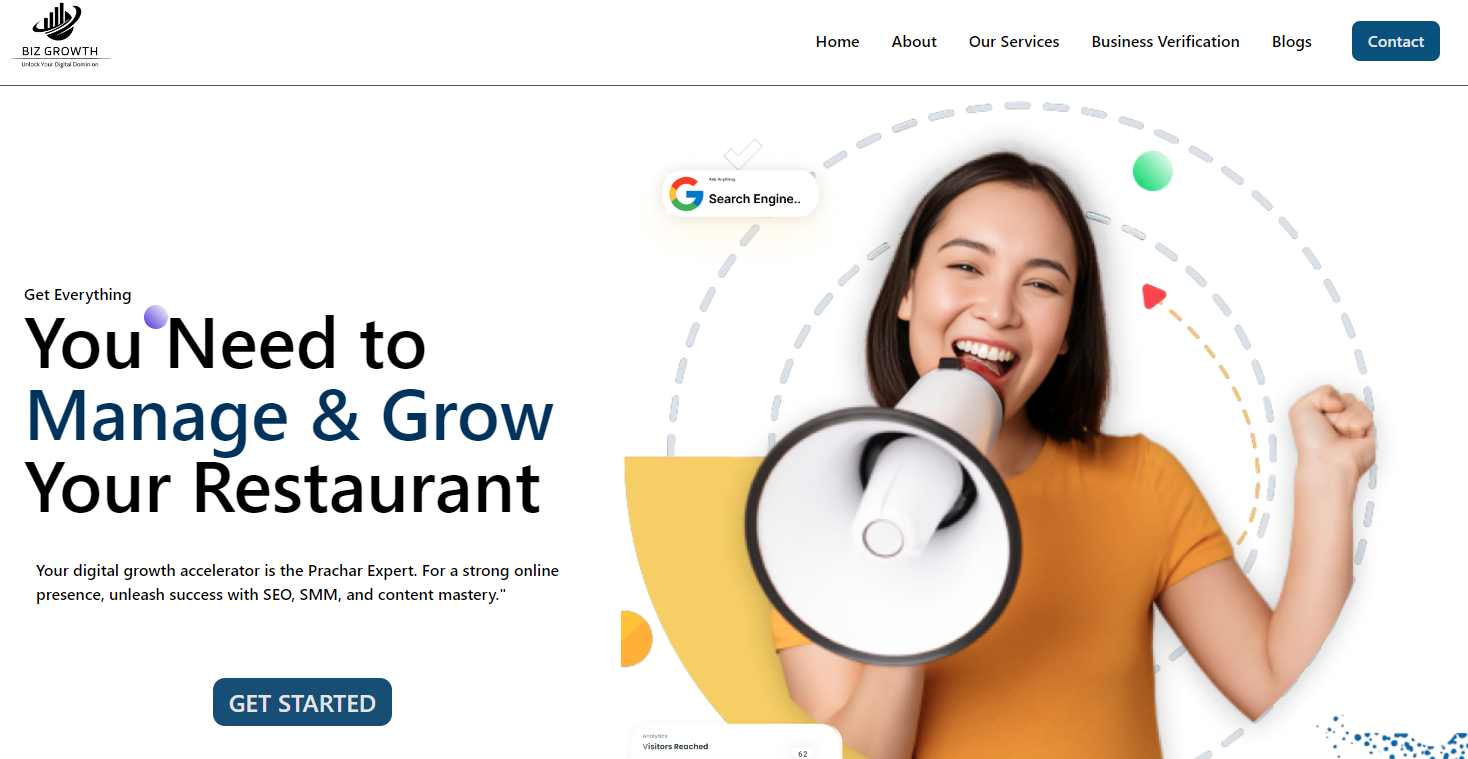 BIZ GROWTH
Unlock Your Digital Dominion
Home
About
Our Services
Business Verification
Blogs
Contact
Ask Anything
Search Engine..
Get Everything
You Need to
Manage & Grow
Your Restaurant
Your digital growth accelerator is the Prachar Expert. For a strong online
presence, unleash success with SEO, SMM, and content mastery."
GET STARTED
Analytics
Visitors Reached
62